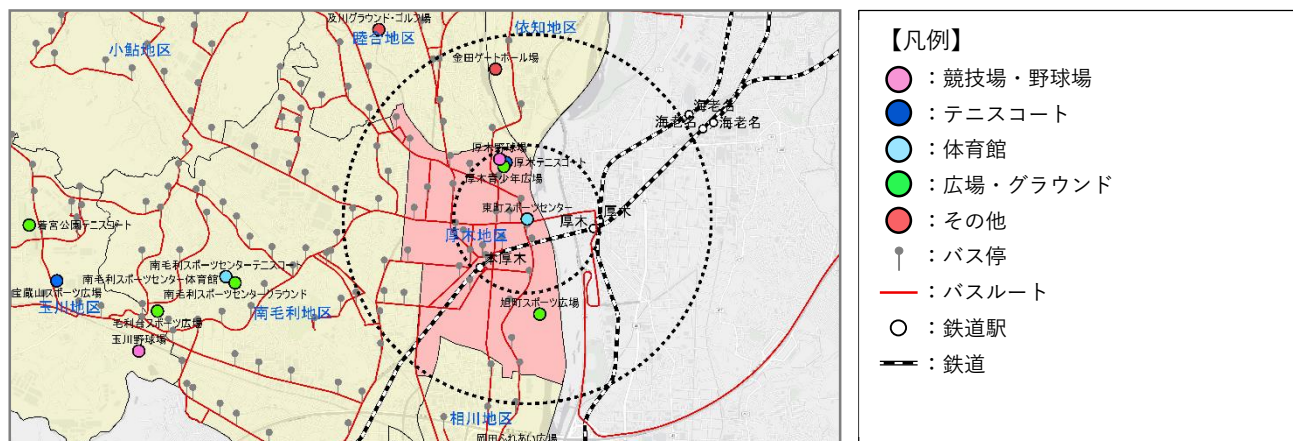 及川グラウンド・ゴルフ場
小鮎地区
睦合地区
依知地区
金田ゲートボール場
海老名
海老名
海老名
厚木野球場
厚木テニスコート
厚木青少年広場
東町スポーツセンター
若宮公園テニスコート
厚木地区
厚木
厚木
本厚木
南毛利スポーツセンターテニスコート
南毛利スポーツセンター体育館
南毛利スポーツセンターグラウンド
玉川地区
南毛利地区
旭町スポーツ広場
毛利台スポーツ広場
玉川野球場
相川地区
岡田ふれあい広場
【凡例】
:競技場・野球場
:テニスコート
:体育館
:広場・グラウンド
:その他
:バス停
:バスルート
:鉄道駅
:鉄道